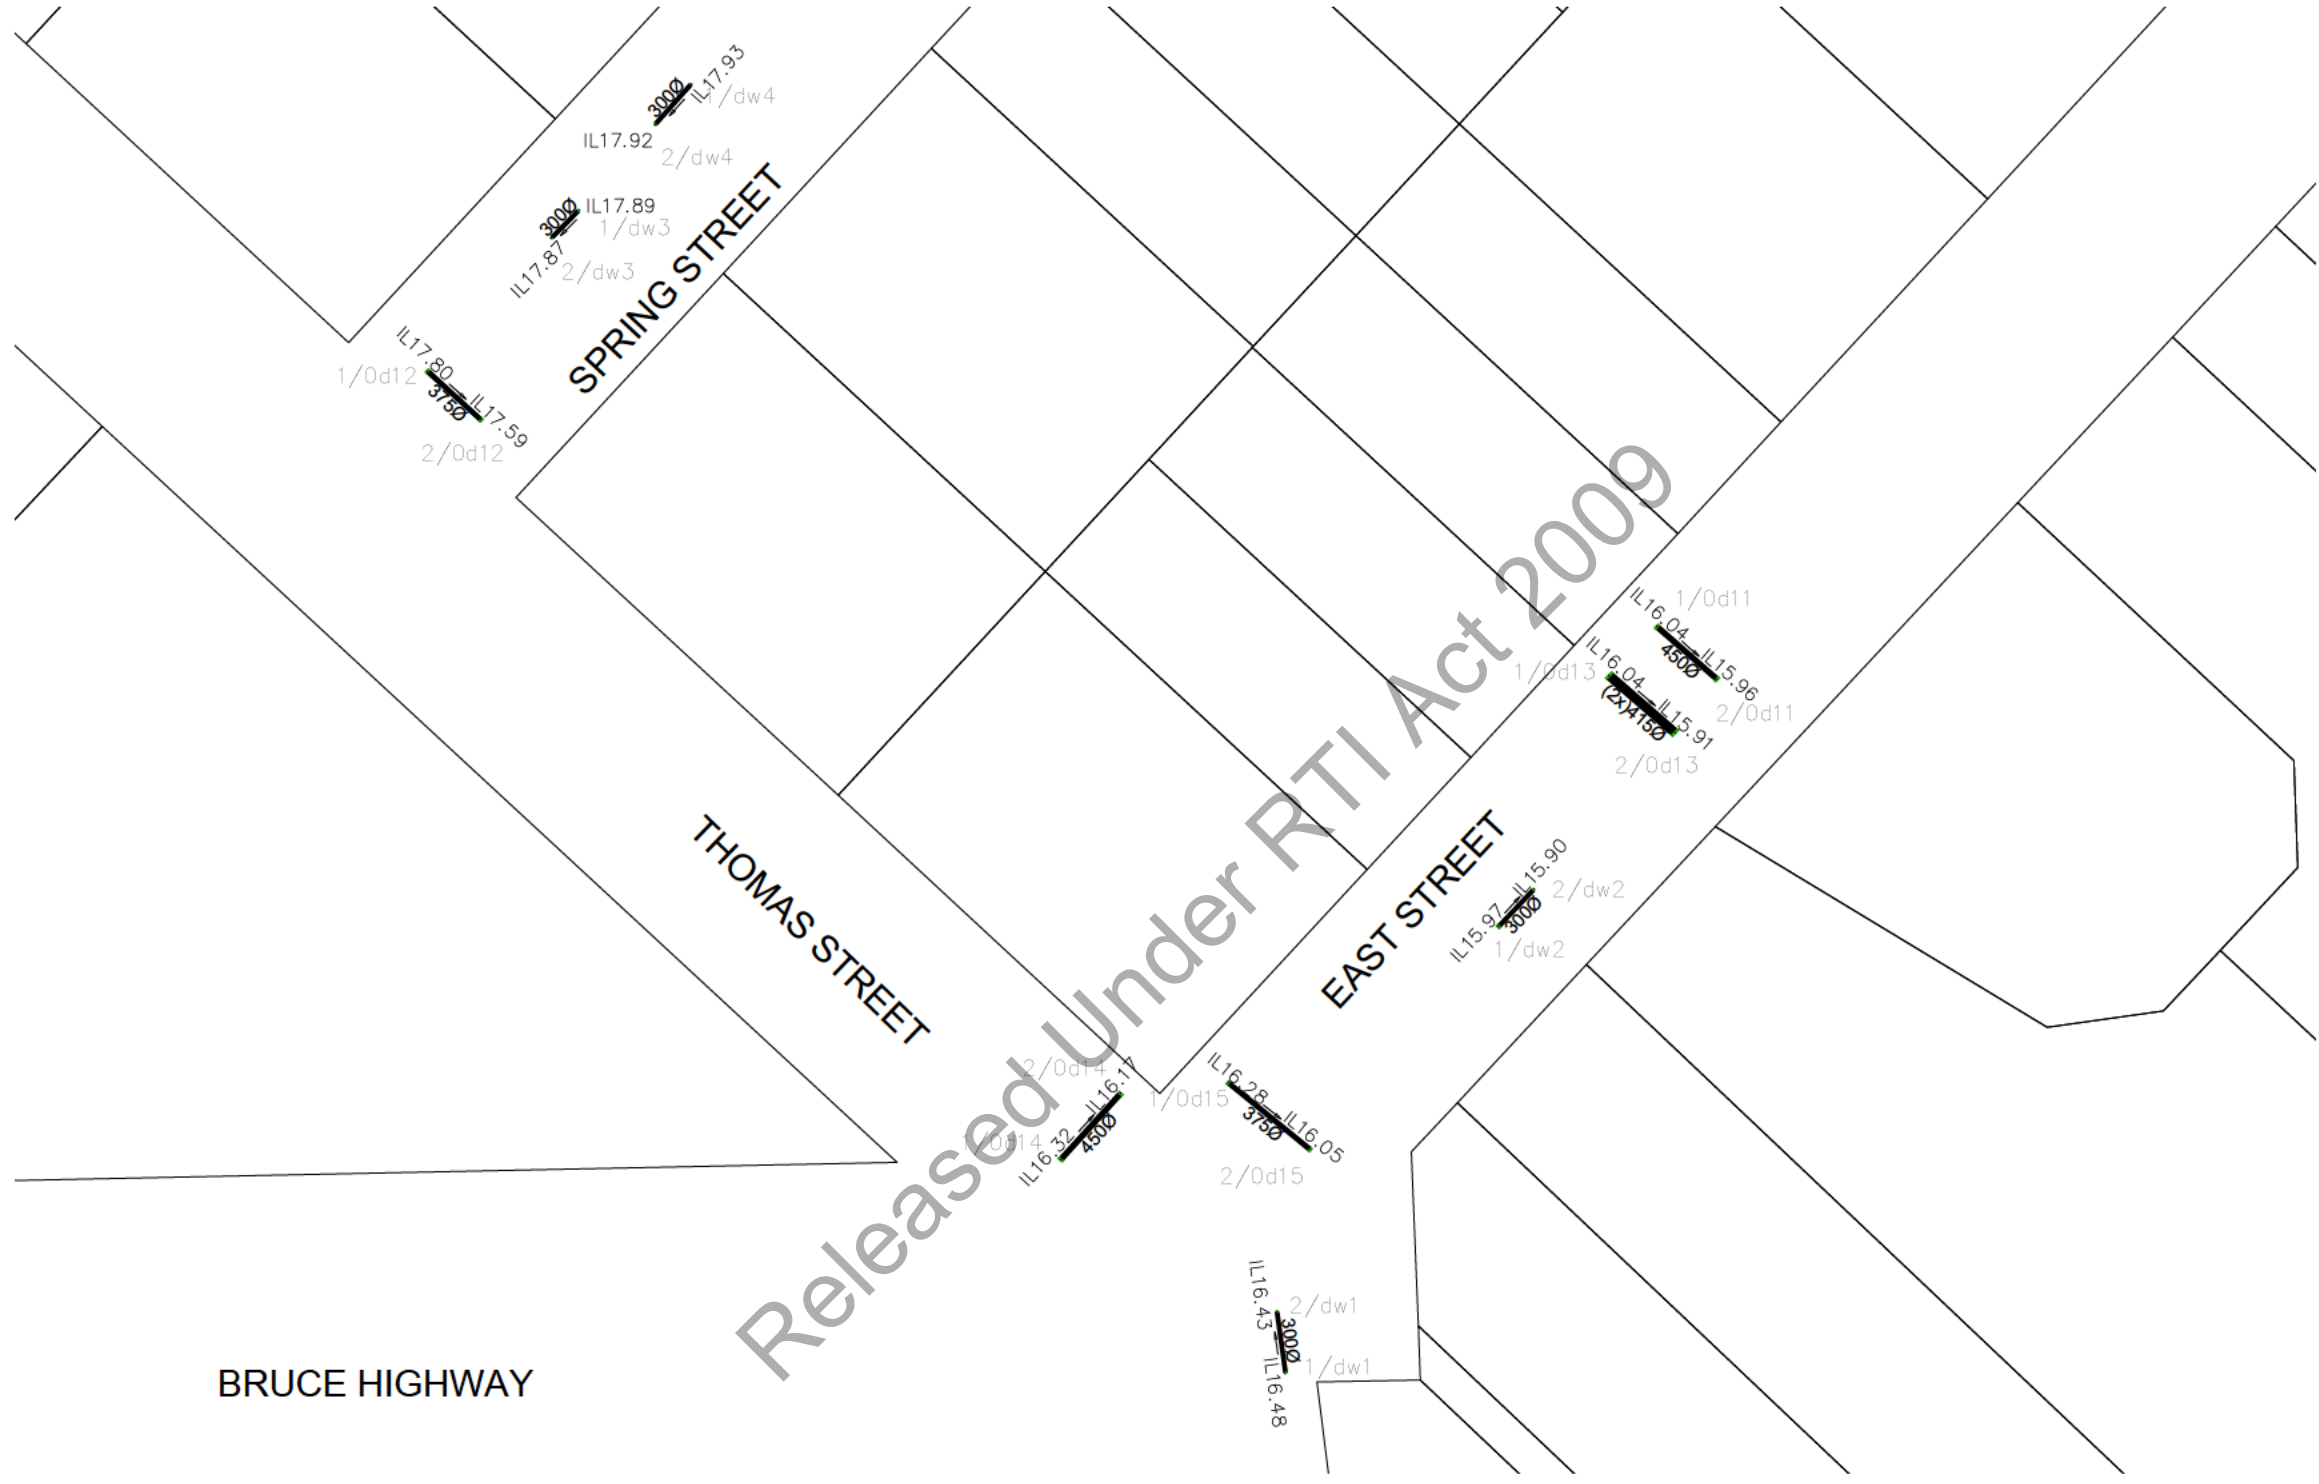 IL17.93
300Ø
1/dw4
IL17.92
2/dw4
300Ø
IL17.89
1/dw3
IL17.87
2/dw3
SPRING STREET
IL17.80
1/0d12
375Ø
IL17.59
2/0d12
1/0d11
IL16.04
450Ø
IL15.96
2/0d11
IL16.04
1/0d13
(2x)415Ø
IL15.91
2/0d13
THOMAS STREET
EAST STREET
IL15.90
2/dw2
300Ø
IL15.97
1/dw2
2/0d14
IL16.17
1/0d14
450Ø
IL16.32
IL16.28
1/0d15
375Ø
IL16.05
2/0d15
IL16.43
2/dw1
300Ø
1/dw1
IL16.48
BRUCE HIGHWAY
Released Under RTI Act 2009